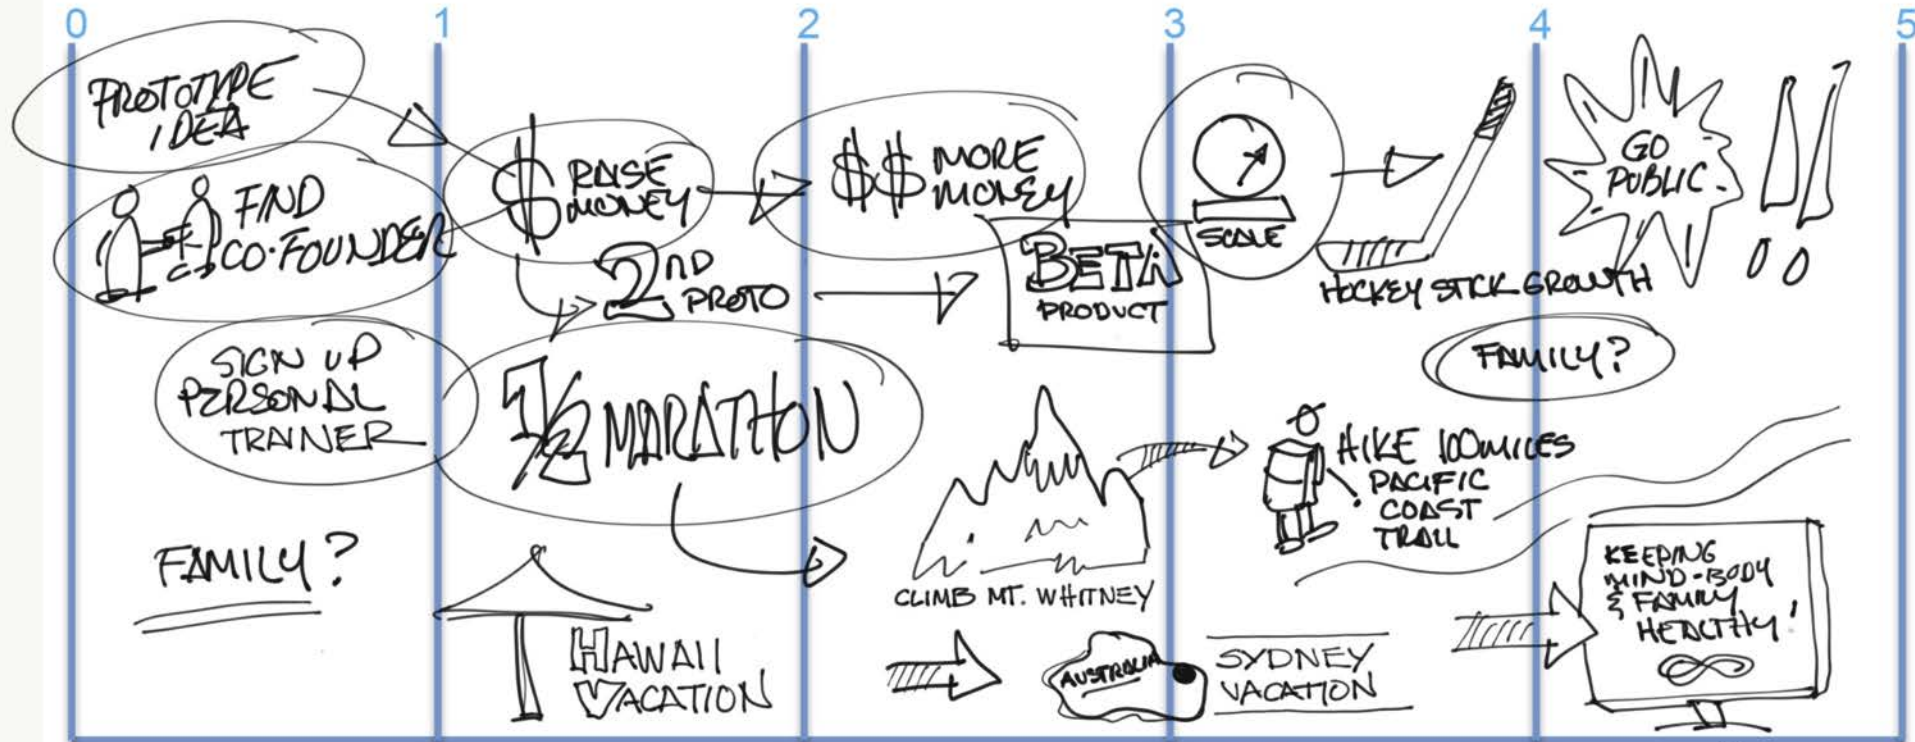 0 1 2 3 4 5
PROTOTYPE
IDEA
FIND
CO-FOUNDER
$ RAISE
MONEY
2ND
PROTO
$$ MORE
MONEY
BETA
PRODUCT
SCALE
HOCKEY STICK GROWTH
GO
PUBLIC
!!
SIGN UP
PERSONAL
TRAINER
1/2 MARATHON
FAMILY?
CLIMB MT. WHITNEY
HIKE 100 MILES
PACIFIC
COAST
TRAIL
FAMILY?
HAWAII
VACATION
AUSTRALIA
SYDNEY
VACATION
KEEPING
MIND-BODY
& FAMILY
HEALTHY!
∞